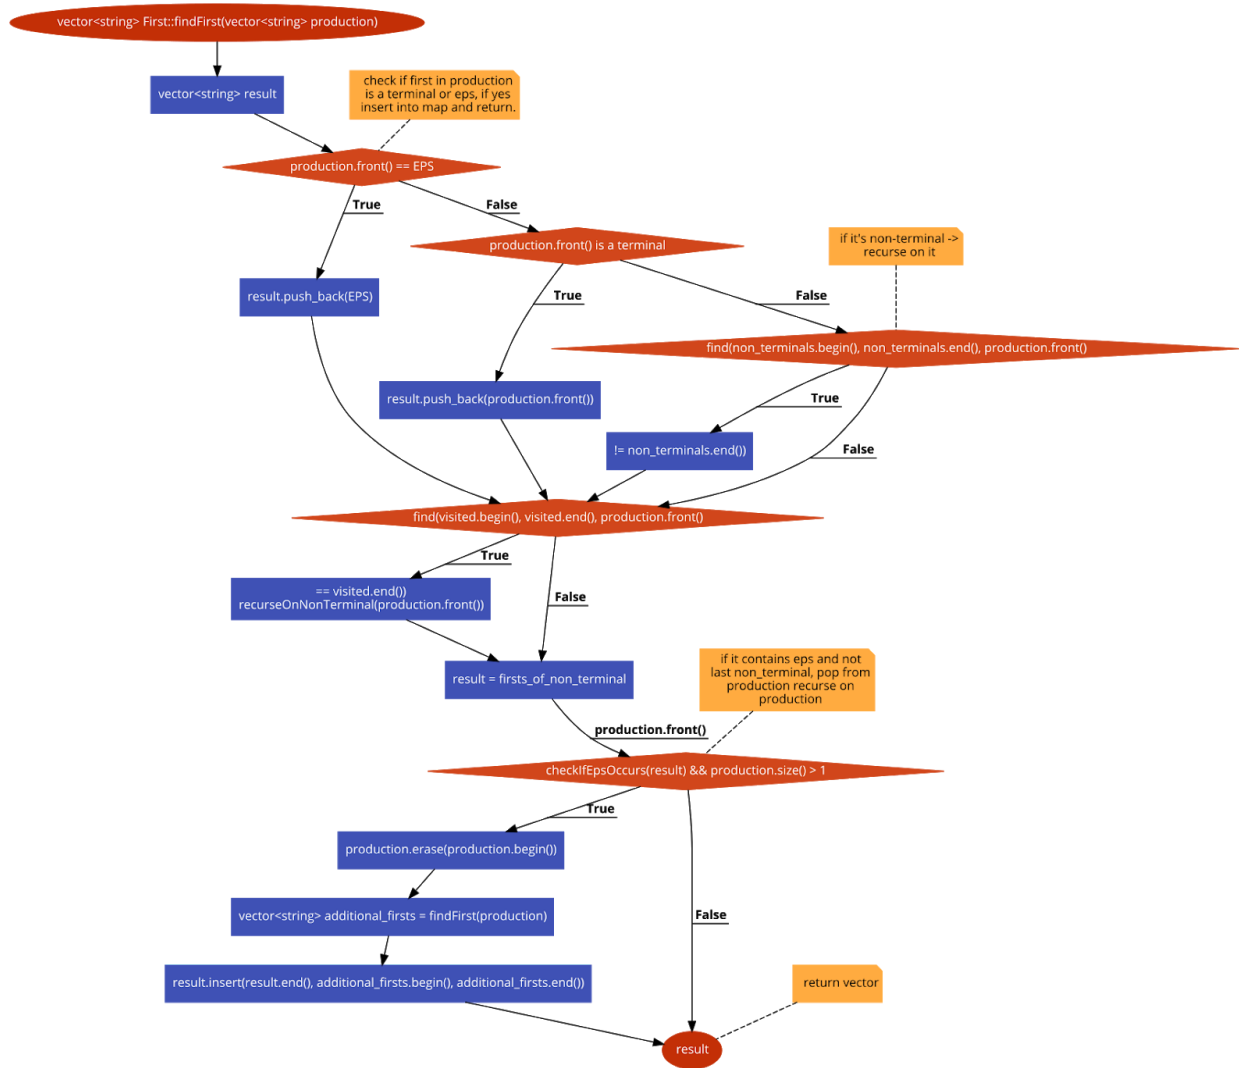 vector<string> First::findFirst(vector<string> production)
vector<string> result
check if first in production
is a terminal or eps, if yes
insert into map and return.
production.front() == EPS
True
False
production.front() is a terminal
if it's non-terminal ->
recurse on it
result.push_back(EPS)
True
False
find(non_terminals.begin(), non_terminals.end(), production.front()
result.push_back(production.front())
True
!= non_terminals.end())
False
find(visited.begin(), visited.end(), production.front()
True
== visited.end())
recurseOnNonTerminal(production.front())
False
result = firsts_of_non_terminal
if it contains eps and not
last non_terminal, pop from
production recurse on
production
production.front()
checkIfEpsOccurs(result) && production.size() > 1
True
production.erase(production.begin())
vector<string> additional_firsts = findFirst(production)
False
result.insert(result.end(), additional_firsts.begin(), additional_firsts.end())
return vector
result